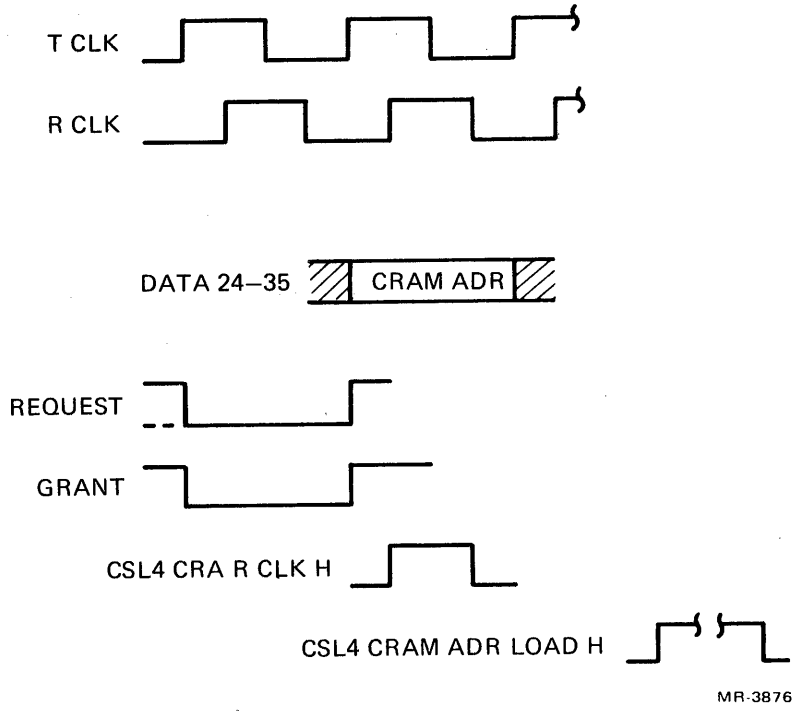 T CLK
R CLK
DATA 24–35
CRAM ADR
REQUEST
GRANT
CSL4 CRA R CLK H
CSL4 CRAM ADR LOAD H
MR-3876